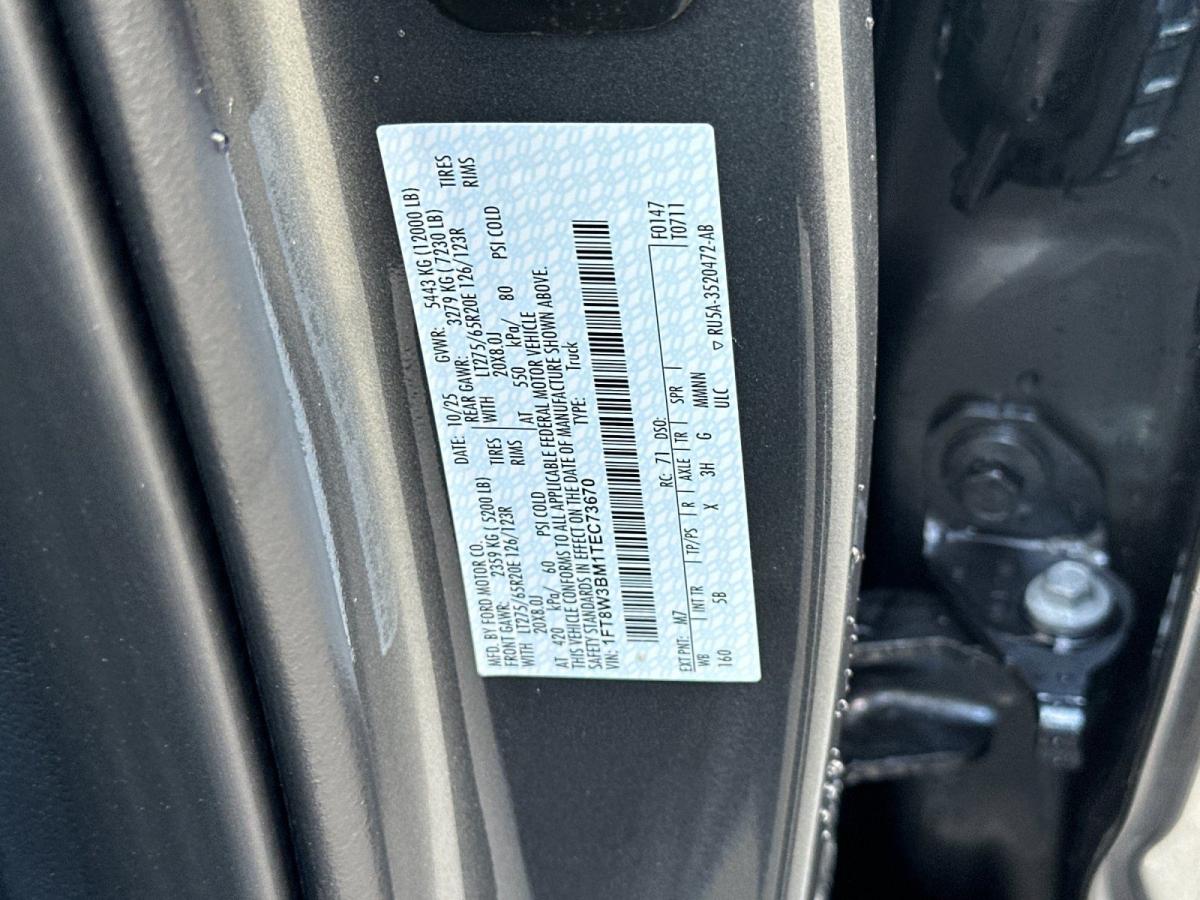 MFD. BY FORD MOTOR CO. DATE: 10/25 GVWR: 5443 KG (12000 LB)
FRONT GAWR: 2359 KG ( 5200 LB) REAR GAWR: 3279 KG ( 7230 LB)
WITH LT275/65R20E 126/123R TIRES WITH LT275/65R20E 126/123R TIRES
20X8.0J RIMS 20X8.0J RIMS
AT 420 kPa/ 60 PSI COLD AT 550 kPa/ 80 PSI COLD
THIS VEHICLE CONFORMS TO ALL APPLICABLE FEDERAL MOTOR VEHICLE
SAFETY STANDARDS IN EFFECT ON THE DATE OF MANUFACTURE SHOWN ABOVE.
VIN: 1FT8W3BM1TEC73670 TYPE: Truck
EXT PNT: M7 RC: 71 DSO: F0147
WB INT TR TP/PS R AXLE TR SPR T0711
160 5B X 3H G MMNN
ULC ▽ RU5A-3520472-AB